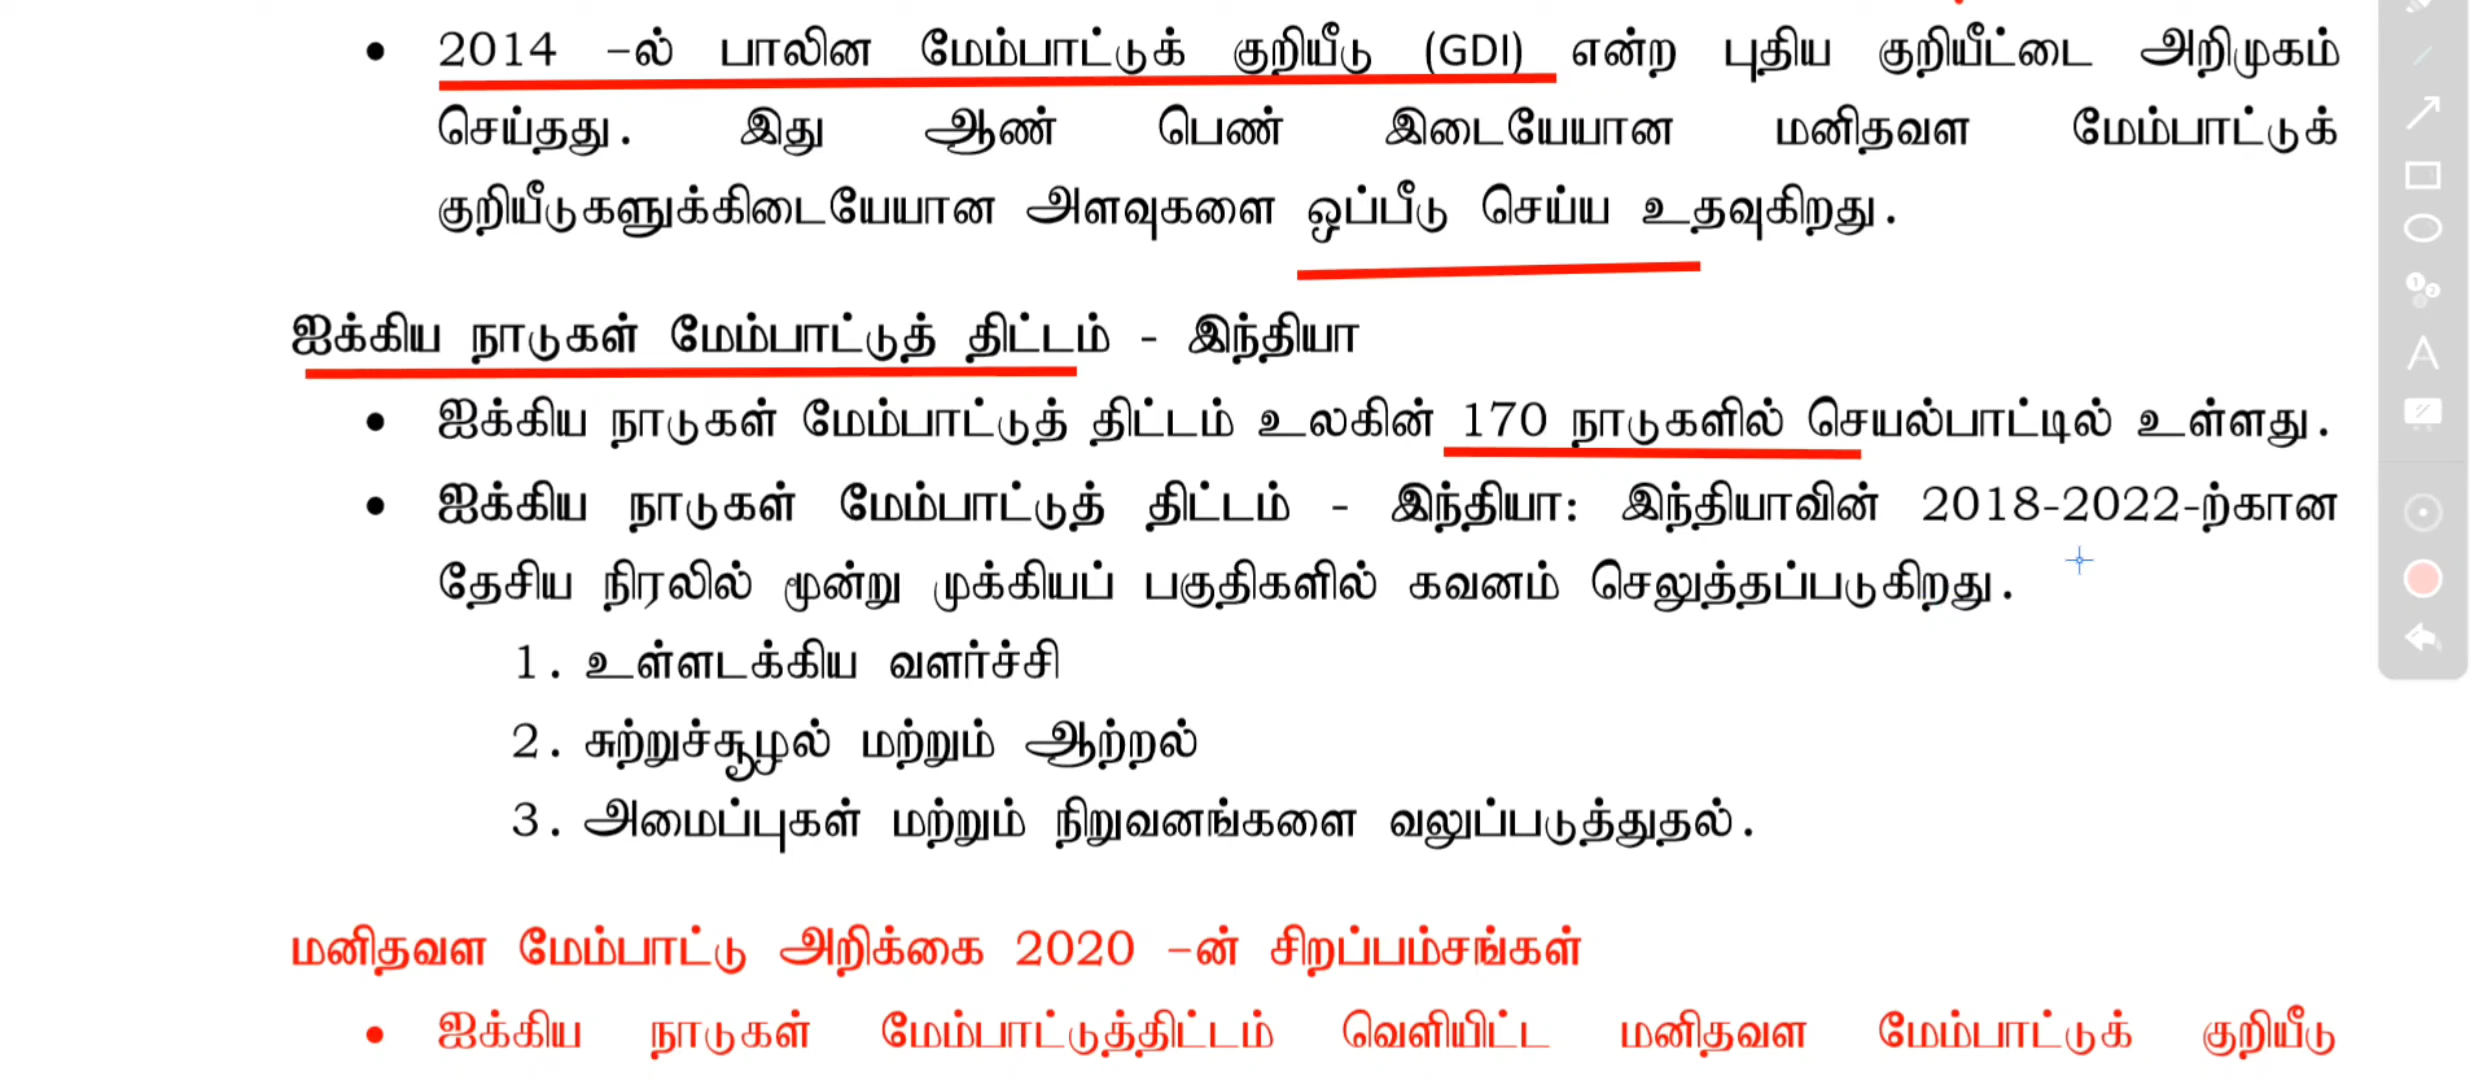 • 2014 –ல் பாலின மேம்பாட்டுக் குறியீடு (GDI) என்ற புதிய குறியீட்டை அறிமுகம்
செய்தது. இது ஆண் பெண் இடையேயான மனிதவள மேம்பாட்டுக்
குறியீடுகளுக்கிடையேயான அளவுகளை ஒப்பீடு செய்ய உதவுகிறது.
ஐக்கிய நாடுகள் மேம்பாட்டுத் திட்டம் - இந்தியா
• ஐக்கிய நாடுகள் மேம்பாட்டுத் திட்டம் உலகின் 170 நாடுகளில் செயல்பாட்டில் உள்ளது.
• ஐக்கிய நாடுகள் மேம்பாட்டுத் திட்டம் - இந்தியா: இந்தியாவின் 2018-2022-ற்கான
தேசிய நிரலில் மூன்று முக்கியப் பகுதிகளில் கவனம் செலுத்தப்படுகிறது.
1. உள்ளடக்கிய வளர்ச்சி
2. சுற்றுச்சூழல் மற்றும் ஆற்றல்
3. அமைப்புகள் மற்றும் நிறுவனங்களை வலுப்படுத்துதல்.
மனிதவள மேம்பாட்டு அறிக்கை 2020 –ன் சிறப்பம்சங்கள்
• ஐக்கிய நாடுகள் மேம்பாட்டுத்திட்டம் வெளியிட்ட மனிதவள மேம்பாட்டுக் குறியீடு